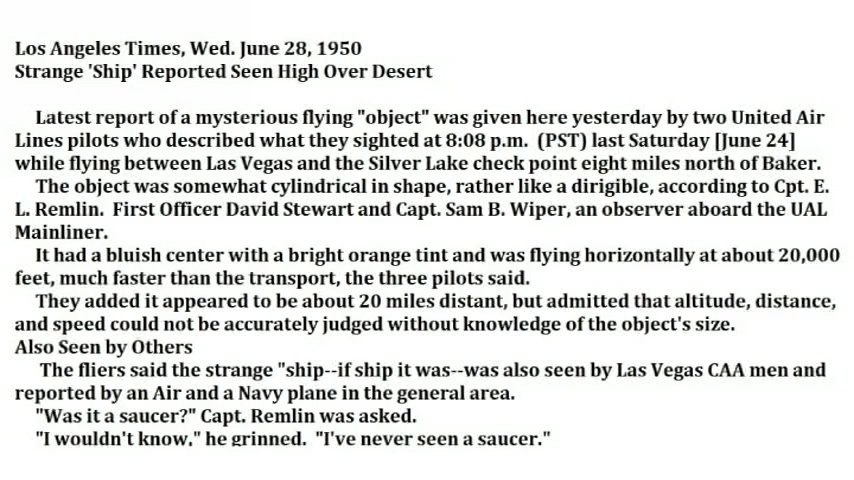 Los Angeles Times, Wed. June 28, 1950
Strange 'Ship' Reported Seen High Over Desert
Latest report of a mysterious flying "object" was given here yesterday by two United Air
Lines pilots who described what they sighted at 8:08 p.m. (PST) last Saturday [June 24]
while flying between Las Vegas and the Silver Lake check point eight miles north of Baker.
The object was somewhat cylindrical in shape, rather like a dirigible, according to Cpt. E.
L. Remlin. First Officer David Stewart and Capt. Sam B. Wiper, an observer aboard the UAL
Mainliner.
It had a bluish center with a bright orange tint and was flying horizontally at about 20,000
feet, much faster than the transport, the three pilots said.
They added it appeared to be about 20 miles distant, but admitted that altitude, distance,
and speed could not be accurately judged without knowledge of the object's size.
Also Seen by Others
The fliers said the strange "ship--if ship it was--was also seen by Las Vegas CAA men and
reported by an Air and a Navy plane in the general area.
"Was it a saucer?" Capt. Remlin was asked.
"I wouldn't know," he grinned. "I've never seen a saucer."